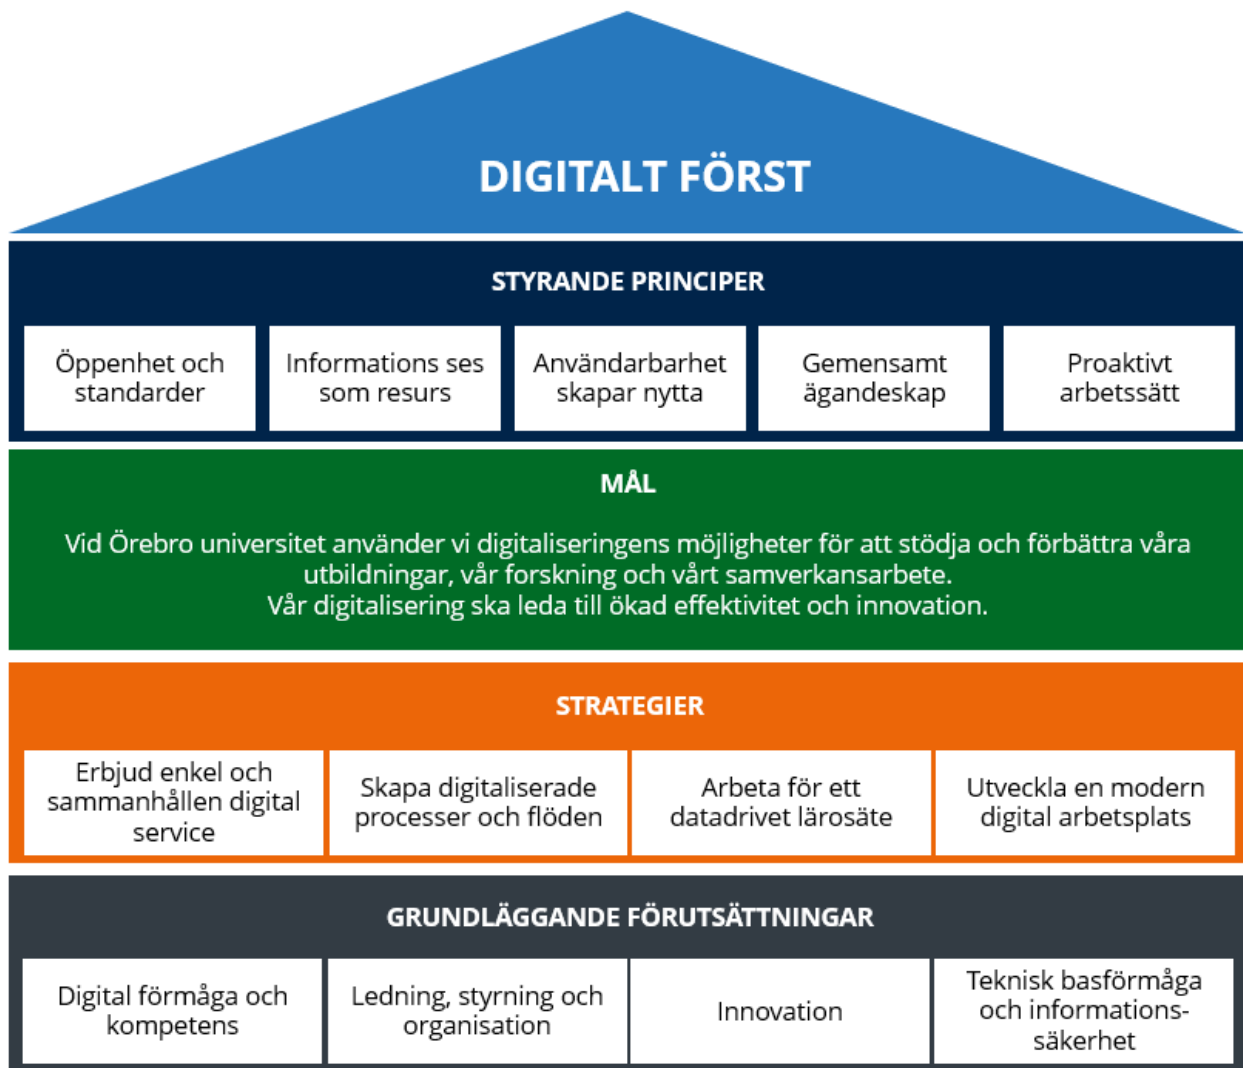 DIGITALT FÖRST
STYRANDE PRINCIPER
Öppenhet och
standarder
Informations ses
som resurs
Användarbarhet
skapar nytta
Gemensamt
ägandeskap
Proaktivt
arbetssätt
MÅL
Vid Örebro universitet använder vi digitaliseringens möjligheter för att stödja och förbättra våra
utbildningar, vår forskning och vårt samverkansarbete.
Vår digitalisering ska leda till ökad effektivitet och innovation.
STRATEGIER
Erbjud enkel och
sammanhållen digital
service
Skapa digitaliserade
processer och flöden
Arbeta för ett
datadrivet lärosäte
Utveckla en modern
digital arbetsplats
GRUNDLÄGGANDE FÖRUTSÄTTNINGAR
Digital förmåga och
kompetens
Ledning, styrning och
organisation
Innovation
Teknisk basförmåga
och informations-
säkerhet